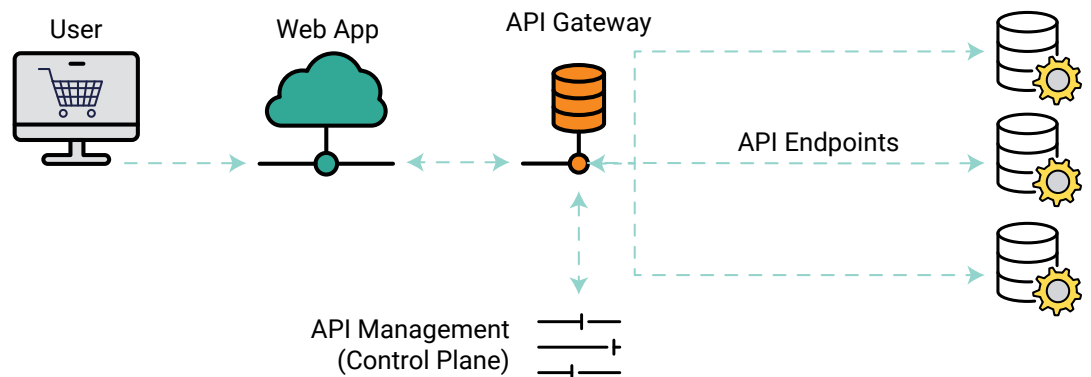 User
Web App
API Gateway
API Endpoints
API Management
(Control Plane)